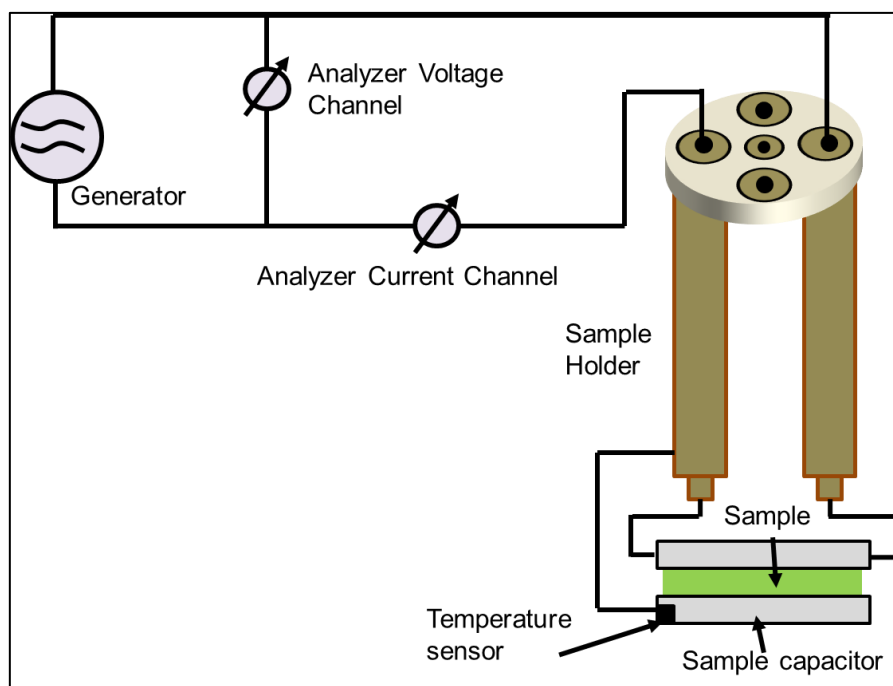 Analyzer Voltage
Channel
Generator
Analyzer Current Channel
Sample
Holder
Sample
Temperature
sensor
Sample capacitor